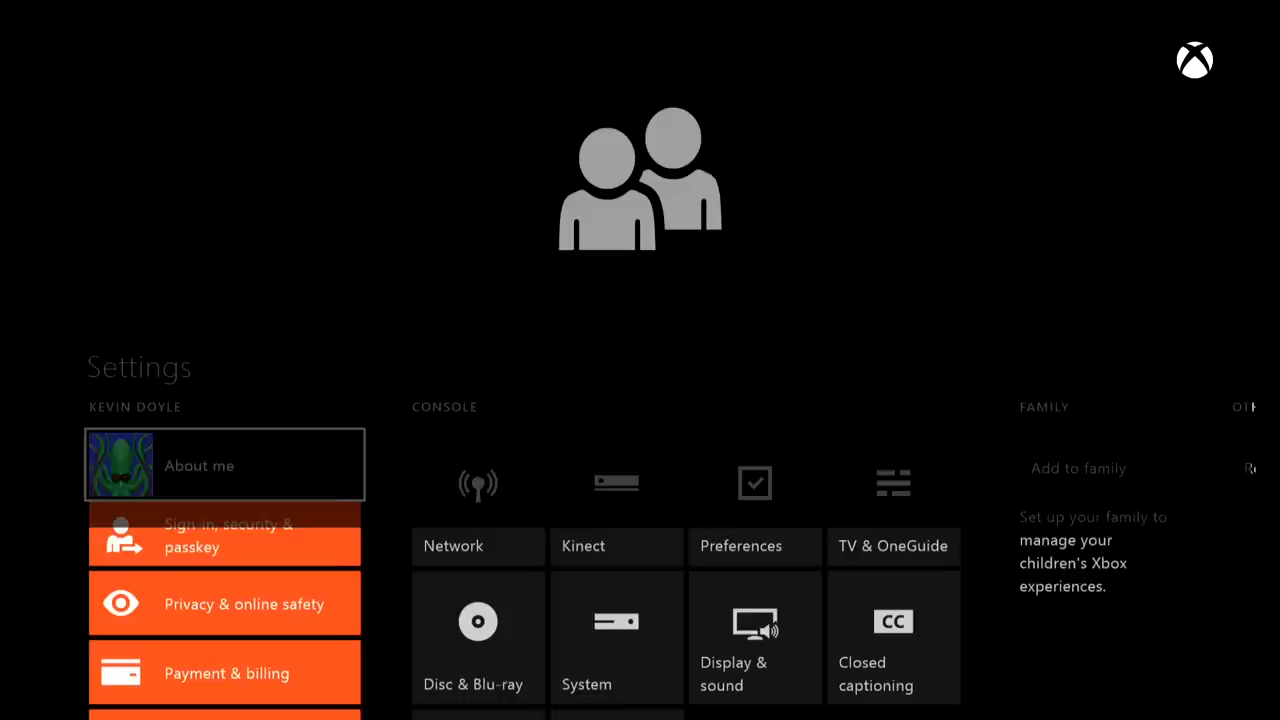 Settings
KEVIN DOYLE
About me
Sign in, security &
passkey
Privacy & online safety
Payment & billing
CONSOLE
Network
Kinect
Preferences
TV & OneGuide
Disc & Blu-ray
System
Display &
sound
CC
Closed
captioning
FAMILY
Add to family
Set up your family to
manage your
children's Xbox
experiences.